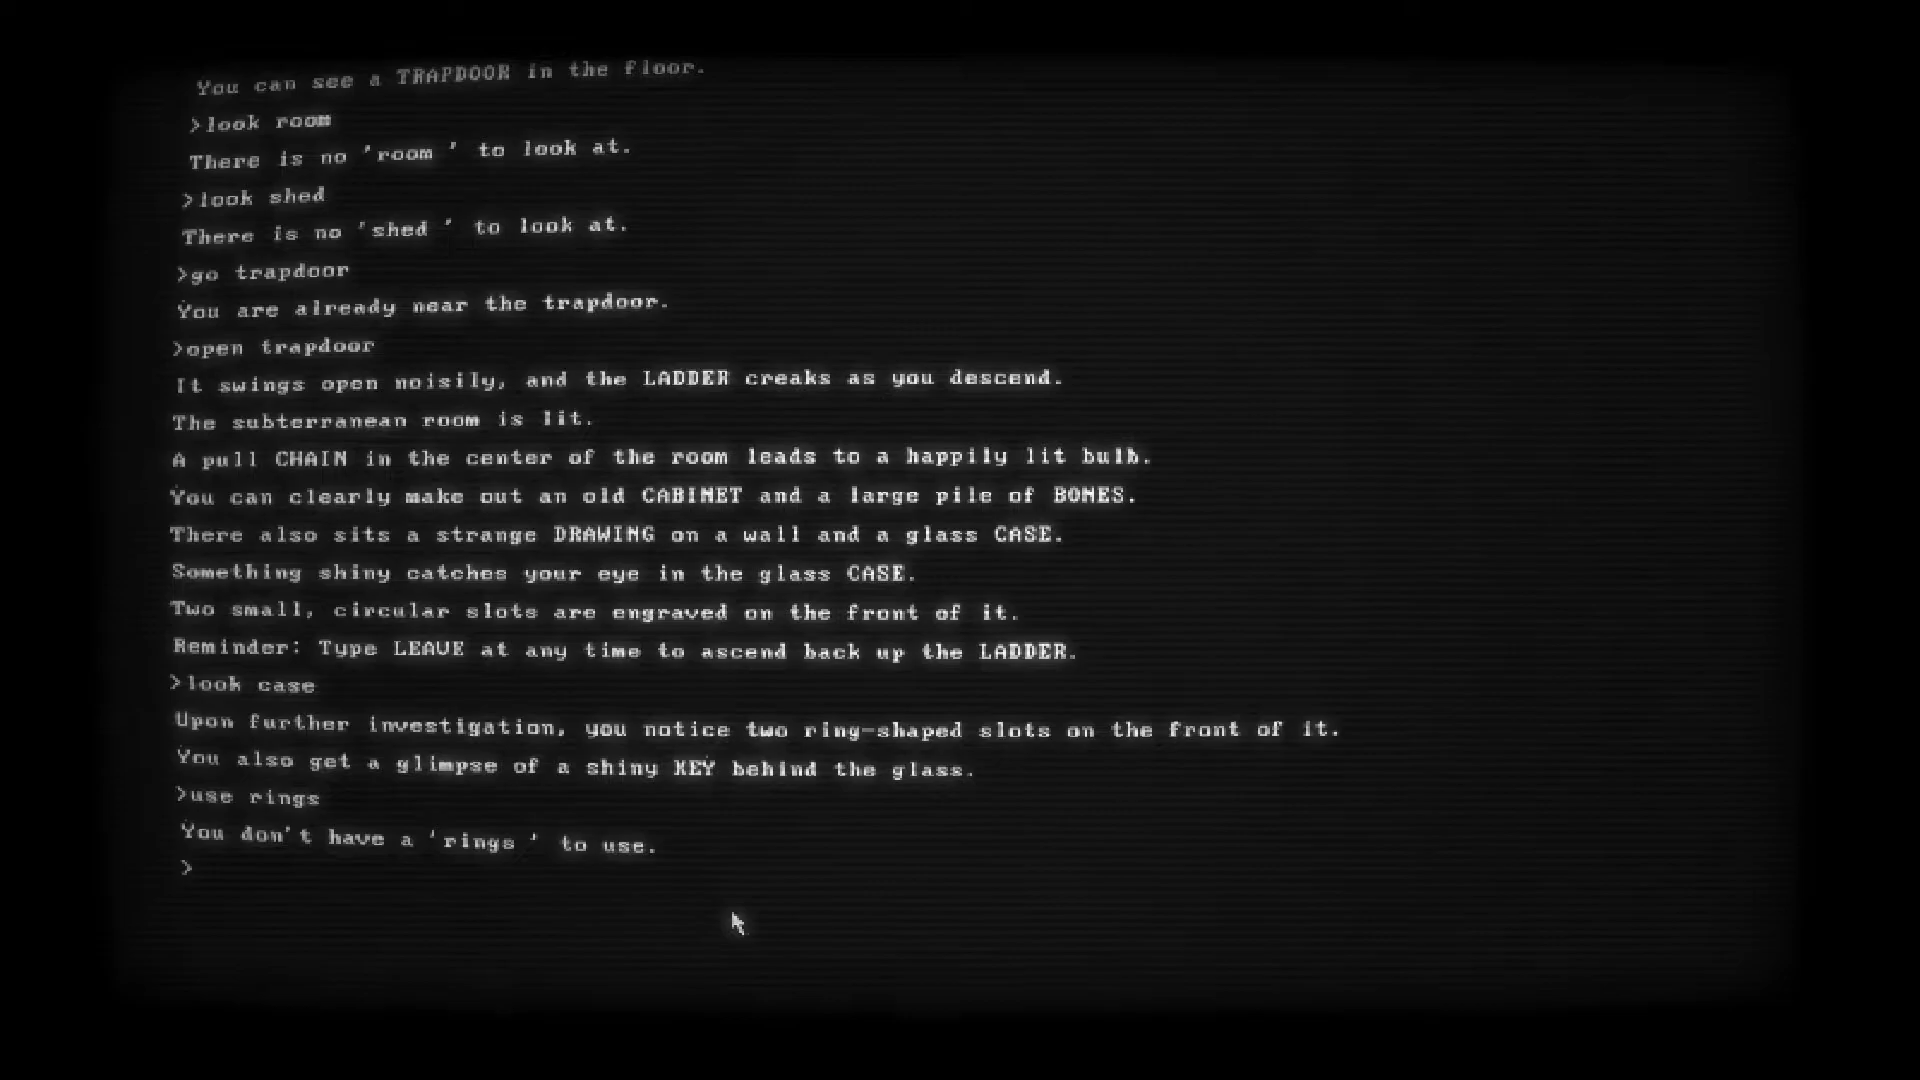 You can see a TRAPDOOR in the floor.
>look room
There is no 'room ' to look at.
>look shed
There is no 'shed ' to look at.
>go trapdoor
You are already near the trapdoor.
>open trapdoor
It swings open noisily, and the LADDER creaks as you descend.
The subterranean room is lit.
A pull CHAIN in the center of the room leads to a happily lit bulb.
You can clearly make out an old CABINET and a large pile of BONES.
There also sits a strange DRAWING on a wall and a glass CASE.
Something shiny catches your eye in the glass CASE.
Two small, circular slots are engraved on the front of it.
Reminder: Type LEAVE at any time to ascend back up the LADDER.
>look case
Upon further investigation, you notice two ring-shaped slots on the front of it.
You also get a glimpse of a shiny KEY behind the glass.
>use rings
You don't have a 'rings ' to use.
>